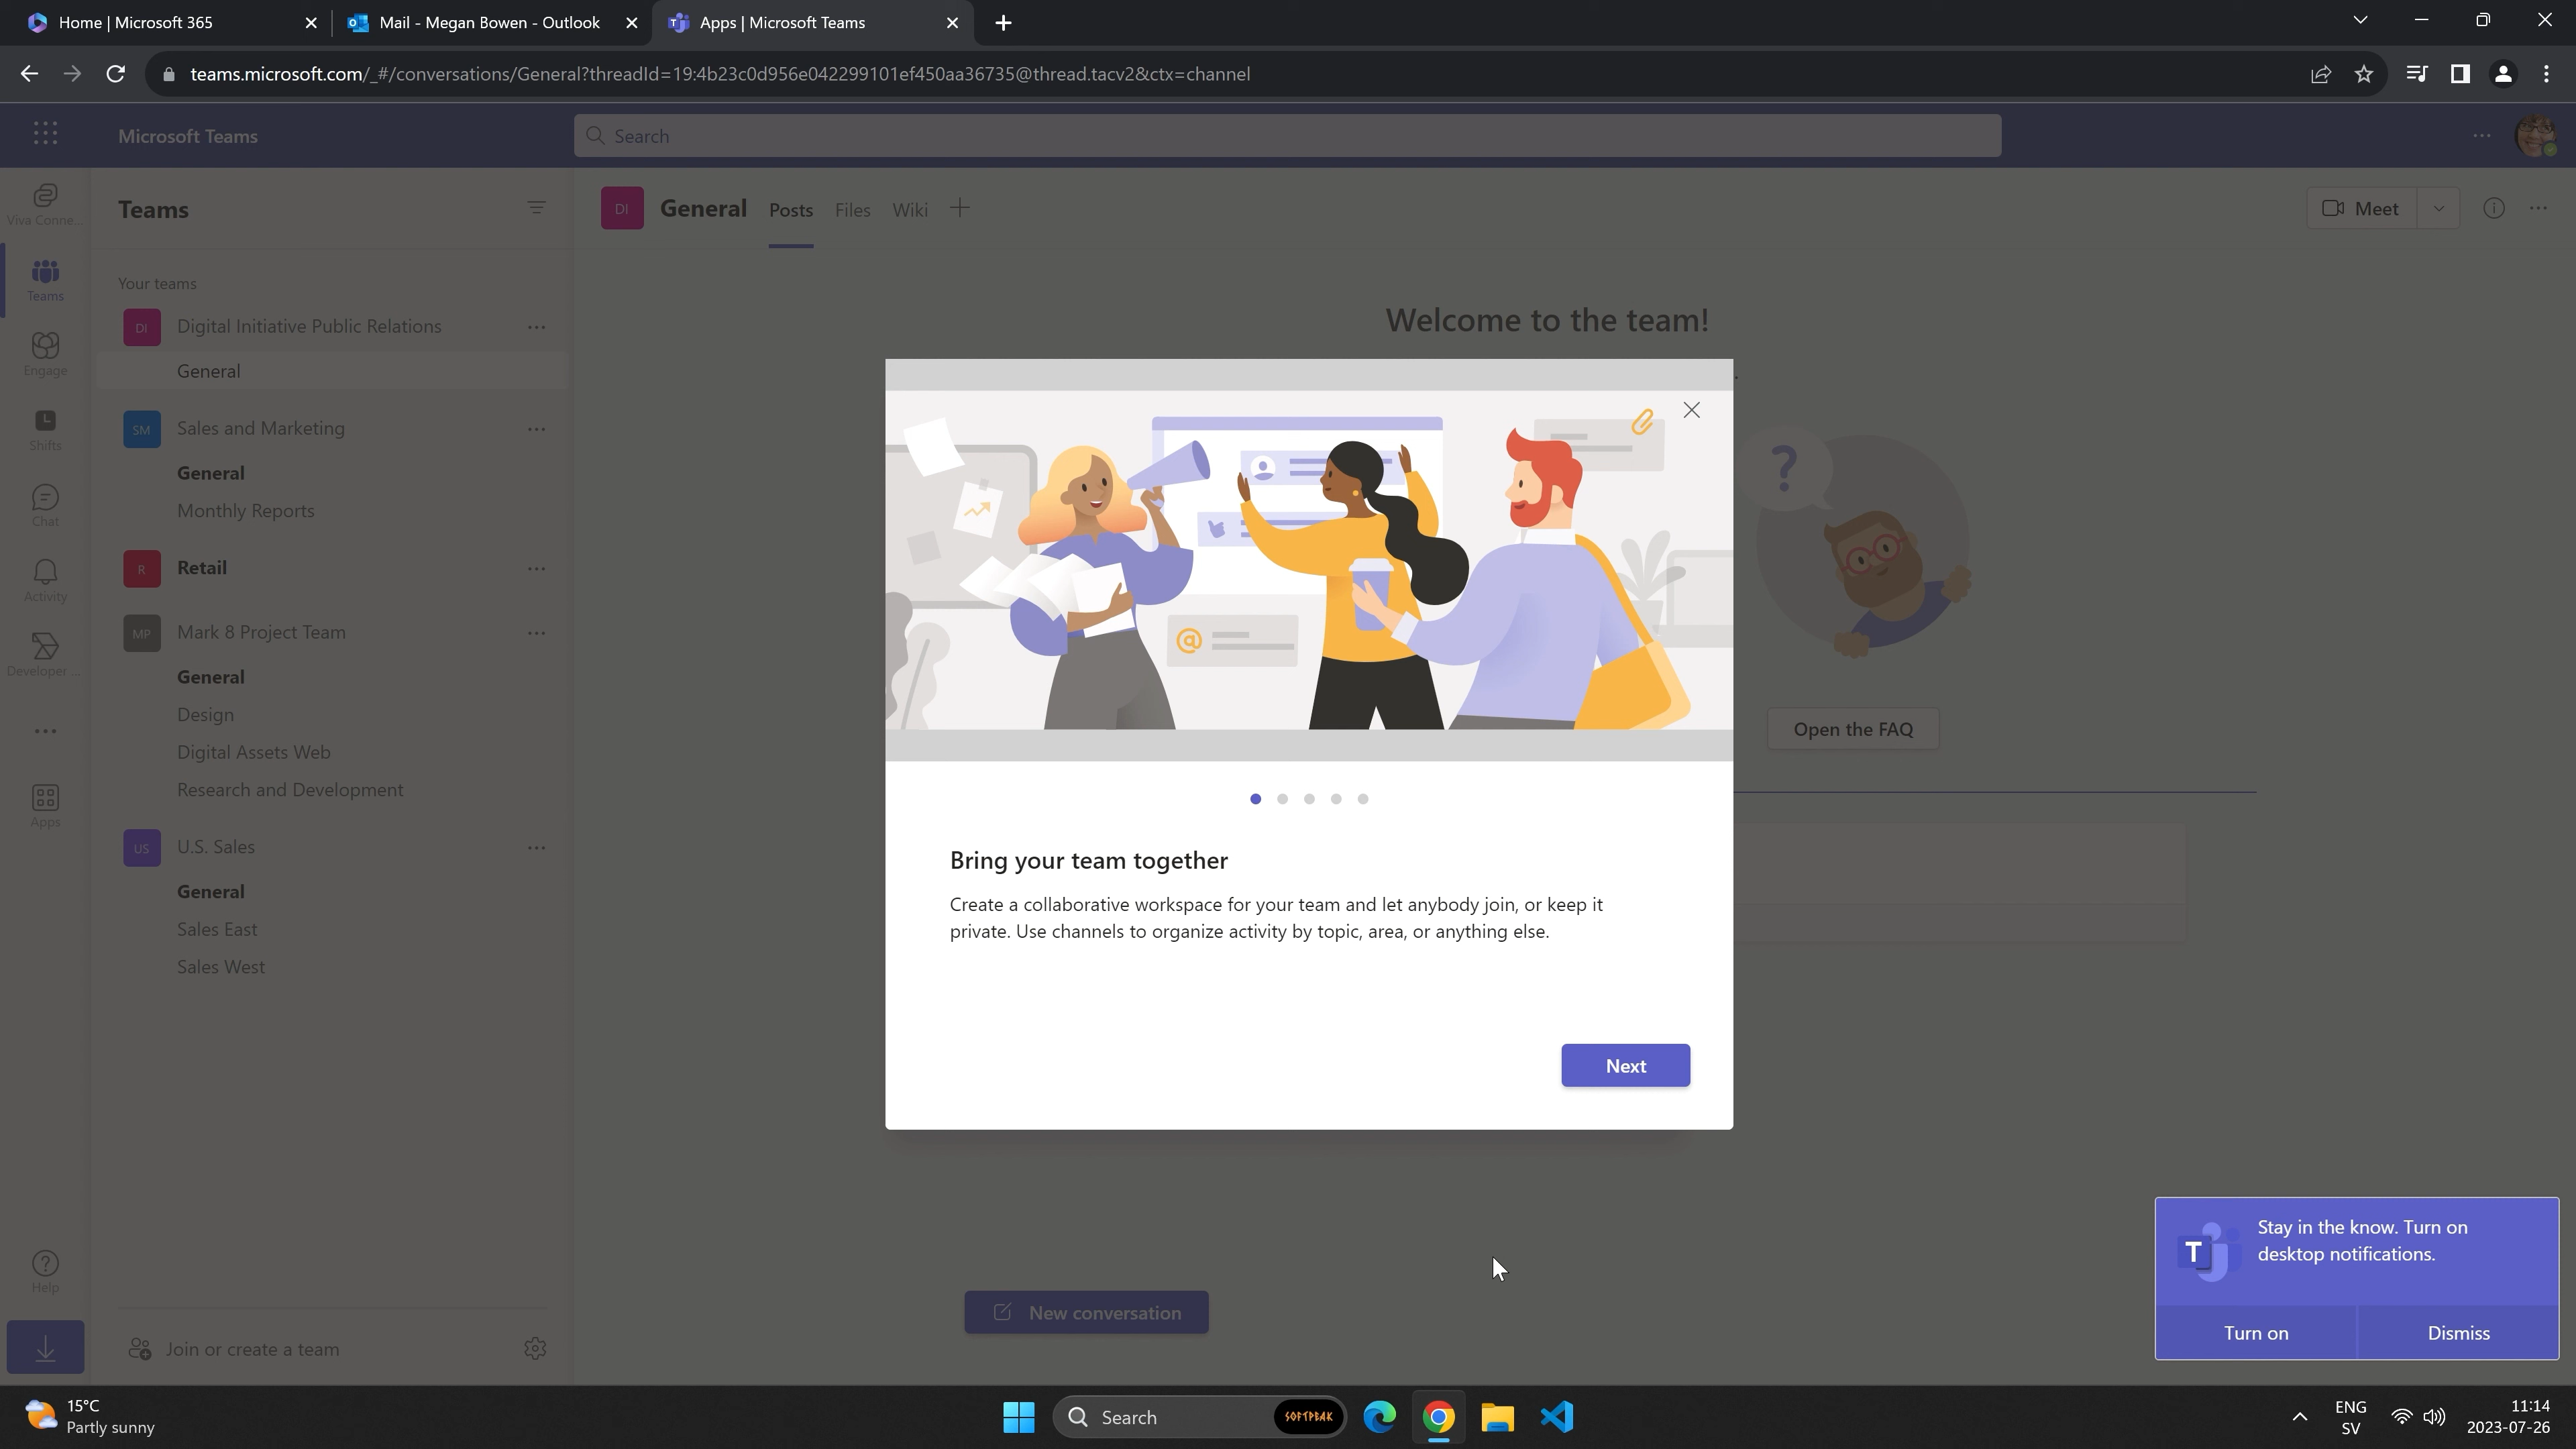 Home | Microsoft 365
Mail - Megan Bowen - Outlook
Apps | Microsoft Teams
teams.microsoft.com/_#/conversations/General?threadId=19:4b23c0d956e042299101ef450aa36735@thread.tacv2&ctx=channel
Microsoft Teams
Search
Viva Conne...
Teams
Engage
Shifts
Chat
Activity
Developer ...
Apps
Help
Teams
Your teams
DI Digital Initiative Public Relations
General
SM Sales and Marketing
General
Monthly Reports
R Retail
MP Mark 8 Project Team
General
Design
Digital Assets Web
Research and Development
US U.S. Sales
General
Sales East
Sales West
Join or create a team
DI General Posts Files Wiki
Meet
Welcome to the team!
?
Open the FAQ
@
Bring your team together
Create a collaborative workspace for your team and let anybody join, or keep it
private. Use channels to organize activity by topic, area, or anything else.
Next
New conversation
T
Stay in the know. Turn on
desktop notifications.
Turn on
Dismiss
15°C
Partly sunny
Search
SOFTPEAK
ENG
SV
11:14
2023-07-26